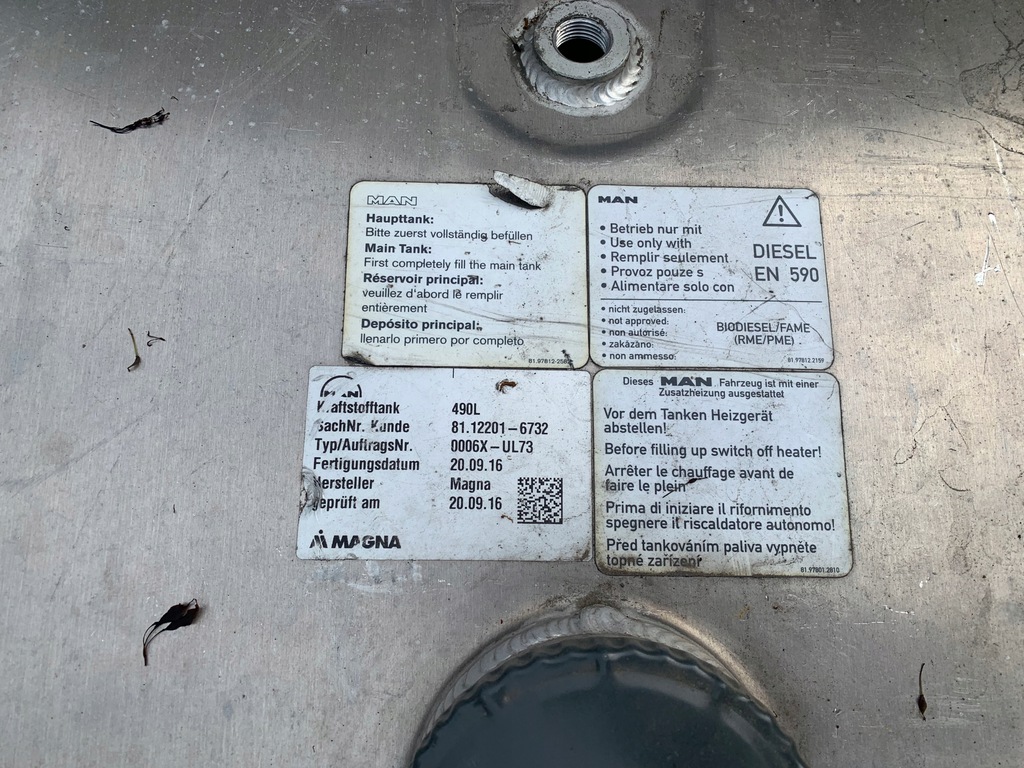 MAN
Haupttank:
Bitte zuerst vollständig befüllen
Main Tank:
First completely fill the main tank
Réservoir principal:
veuillez d'abord le remplir
entièrement
Depósito principal:
llenarlo primero por completo
MAN
• Betrieb nur mit
• Use only with
• Remplir seulement
• Provoz pouze s
• Alimentare solo con
DIESEL
EN 590
• nicht zugelassen:
• not approved:
• non autorisé:
• zakázáno:
• non ammesso:
BIODIESEL/FAME
(RME/PME)
81.97812.2159
MAN
Kraftstofftank 490L
SachNr. Kunde 81.12201-6732
Typ/AuftragsNr. 0006X-UL73
Fertigungsdatum 20.09.16
Hersteller Magna
geprüft am 20.09.16
MAGNA
Dieses MAN Fahrzeug ist mit einer
Zusatzheizung ausgestattet
Vor dem Tanken Heizgerät
abstellen!
Before filling up switch off heater!
Arrêter le chauffage avant de
faire le plein
Prima di iniziare il rifornimento
spegnere il riscaldatore autonomo!
Před tankováním paliva vypněte
topné zařízení
81.97801.2810